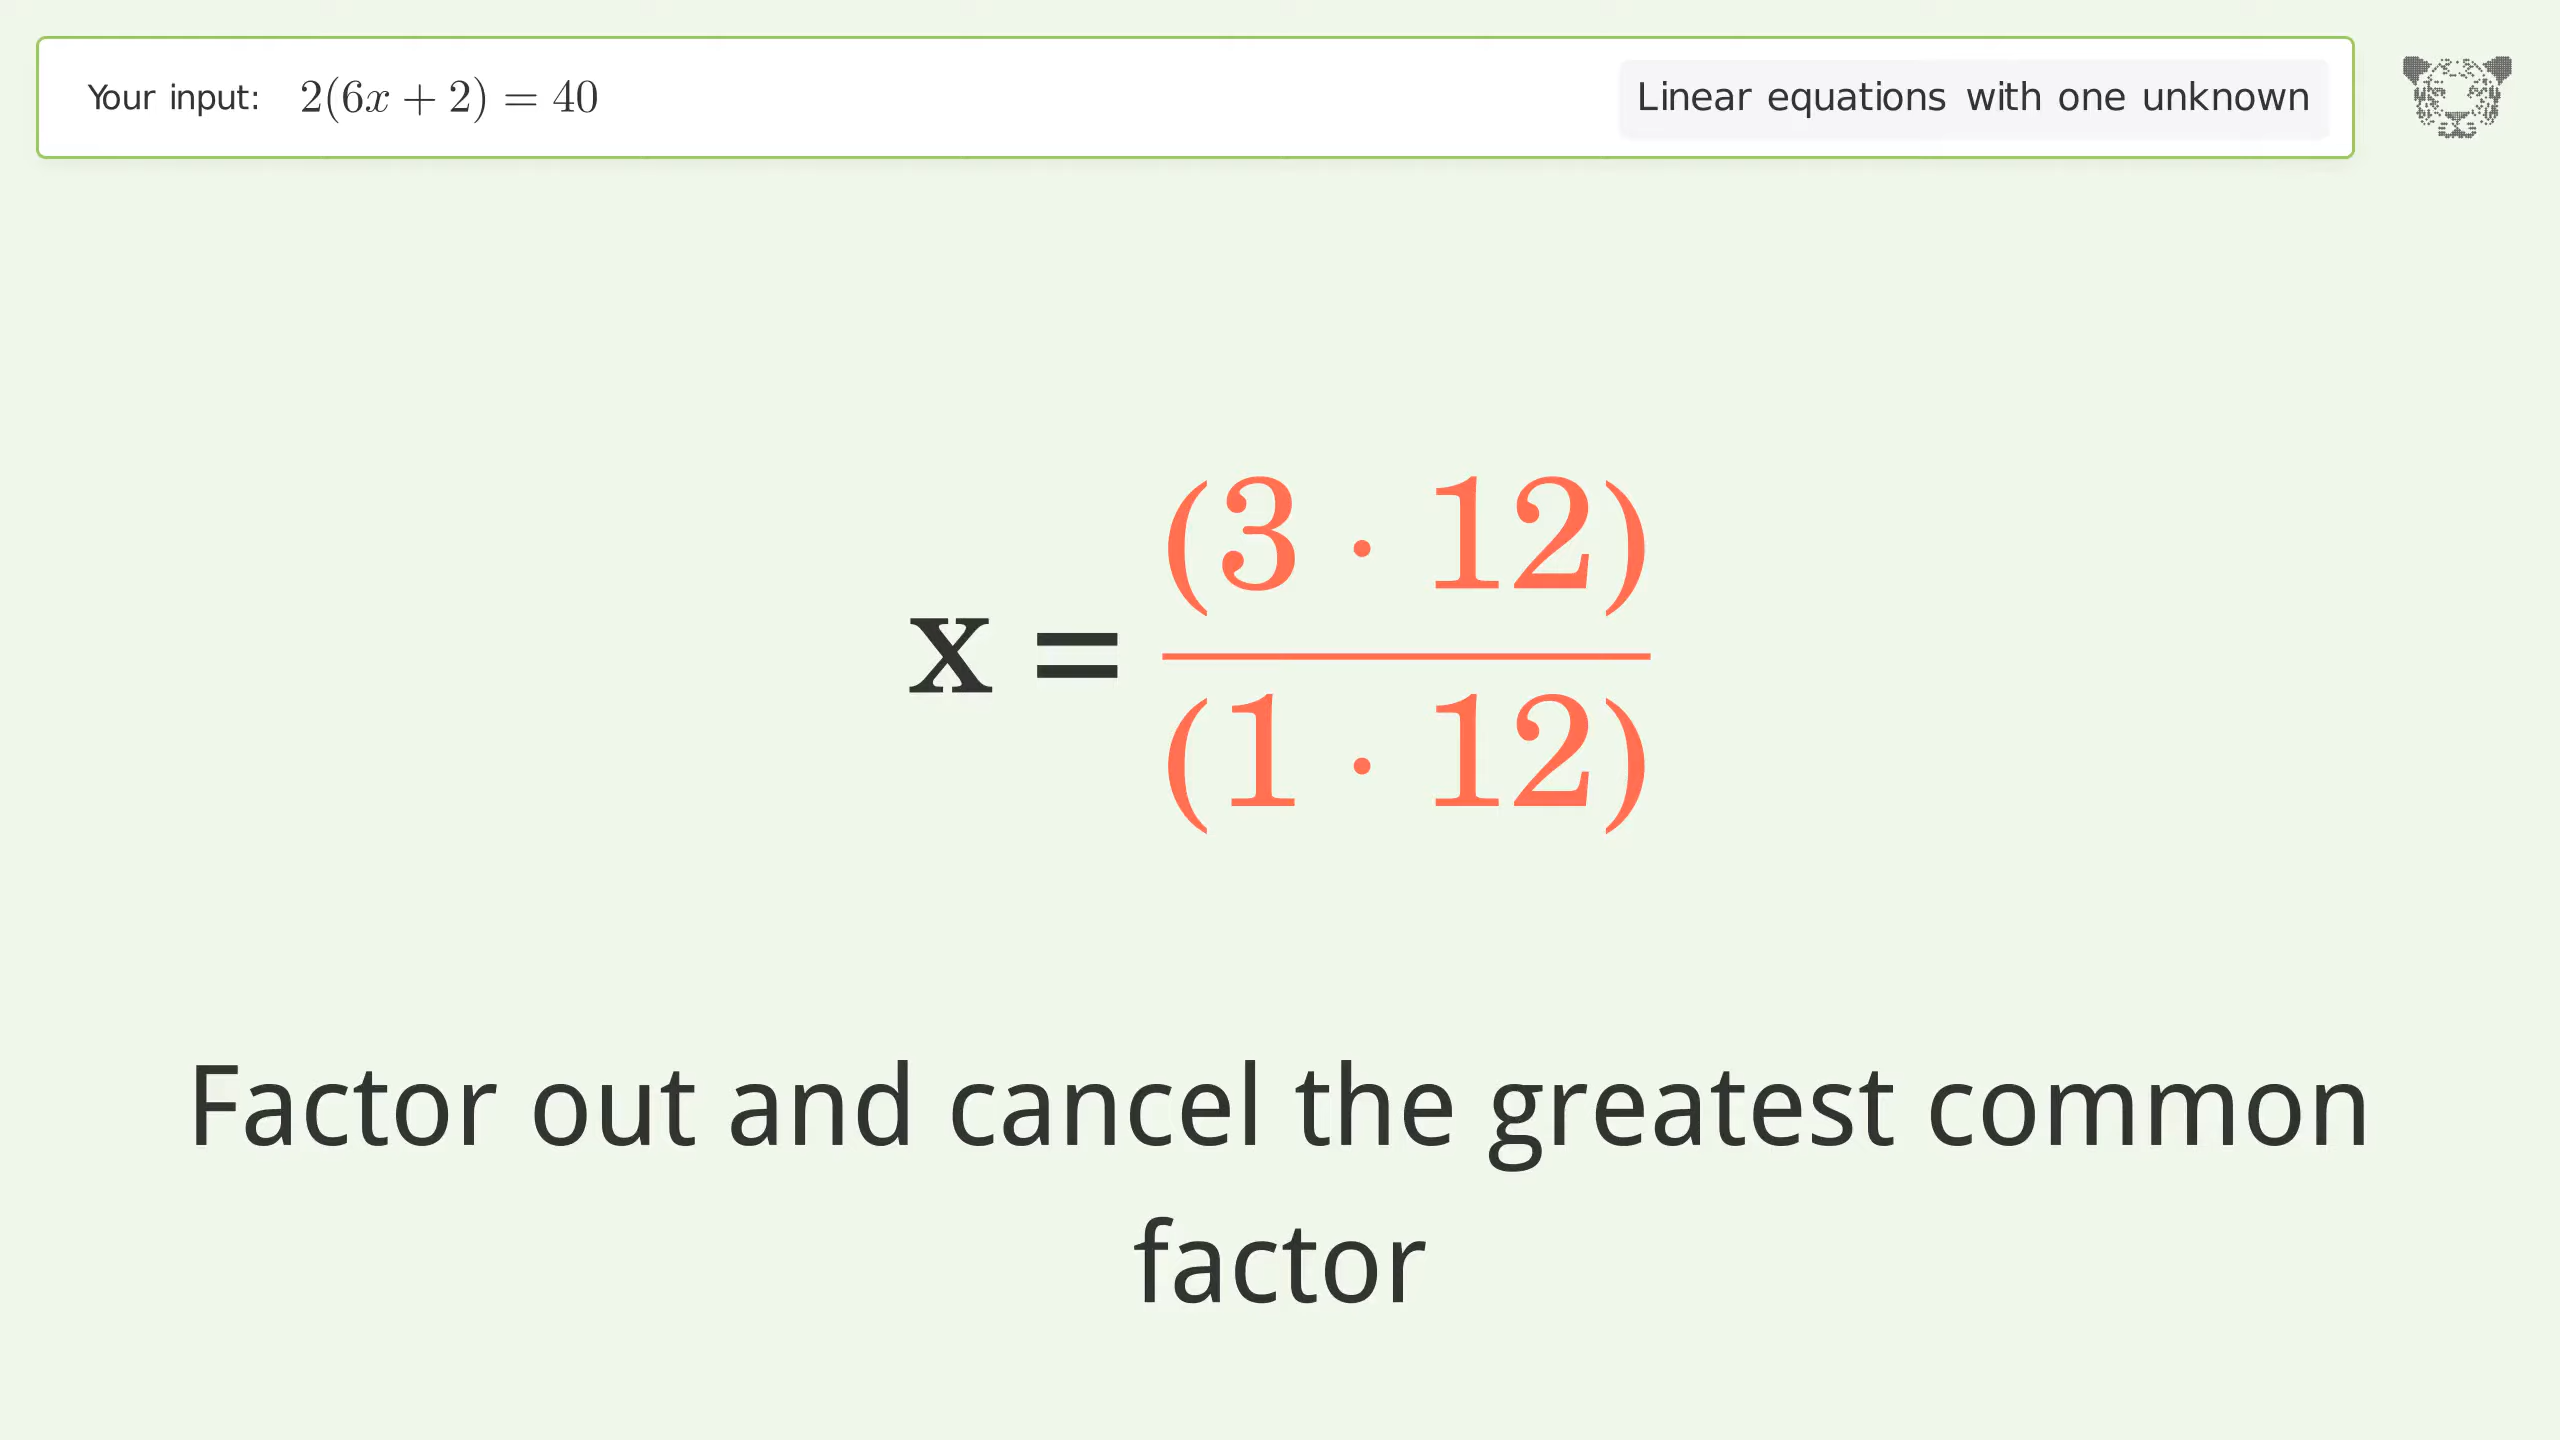 Your input: 2(6x + 2) = 40
Linear equations with one unknown
x = (3 · 12) / (1 · 12)
Factor out and cancel the greatest common
factor